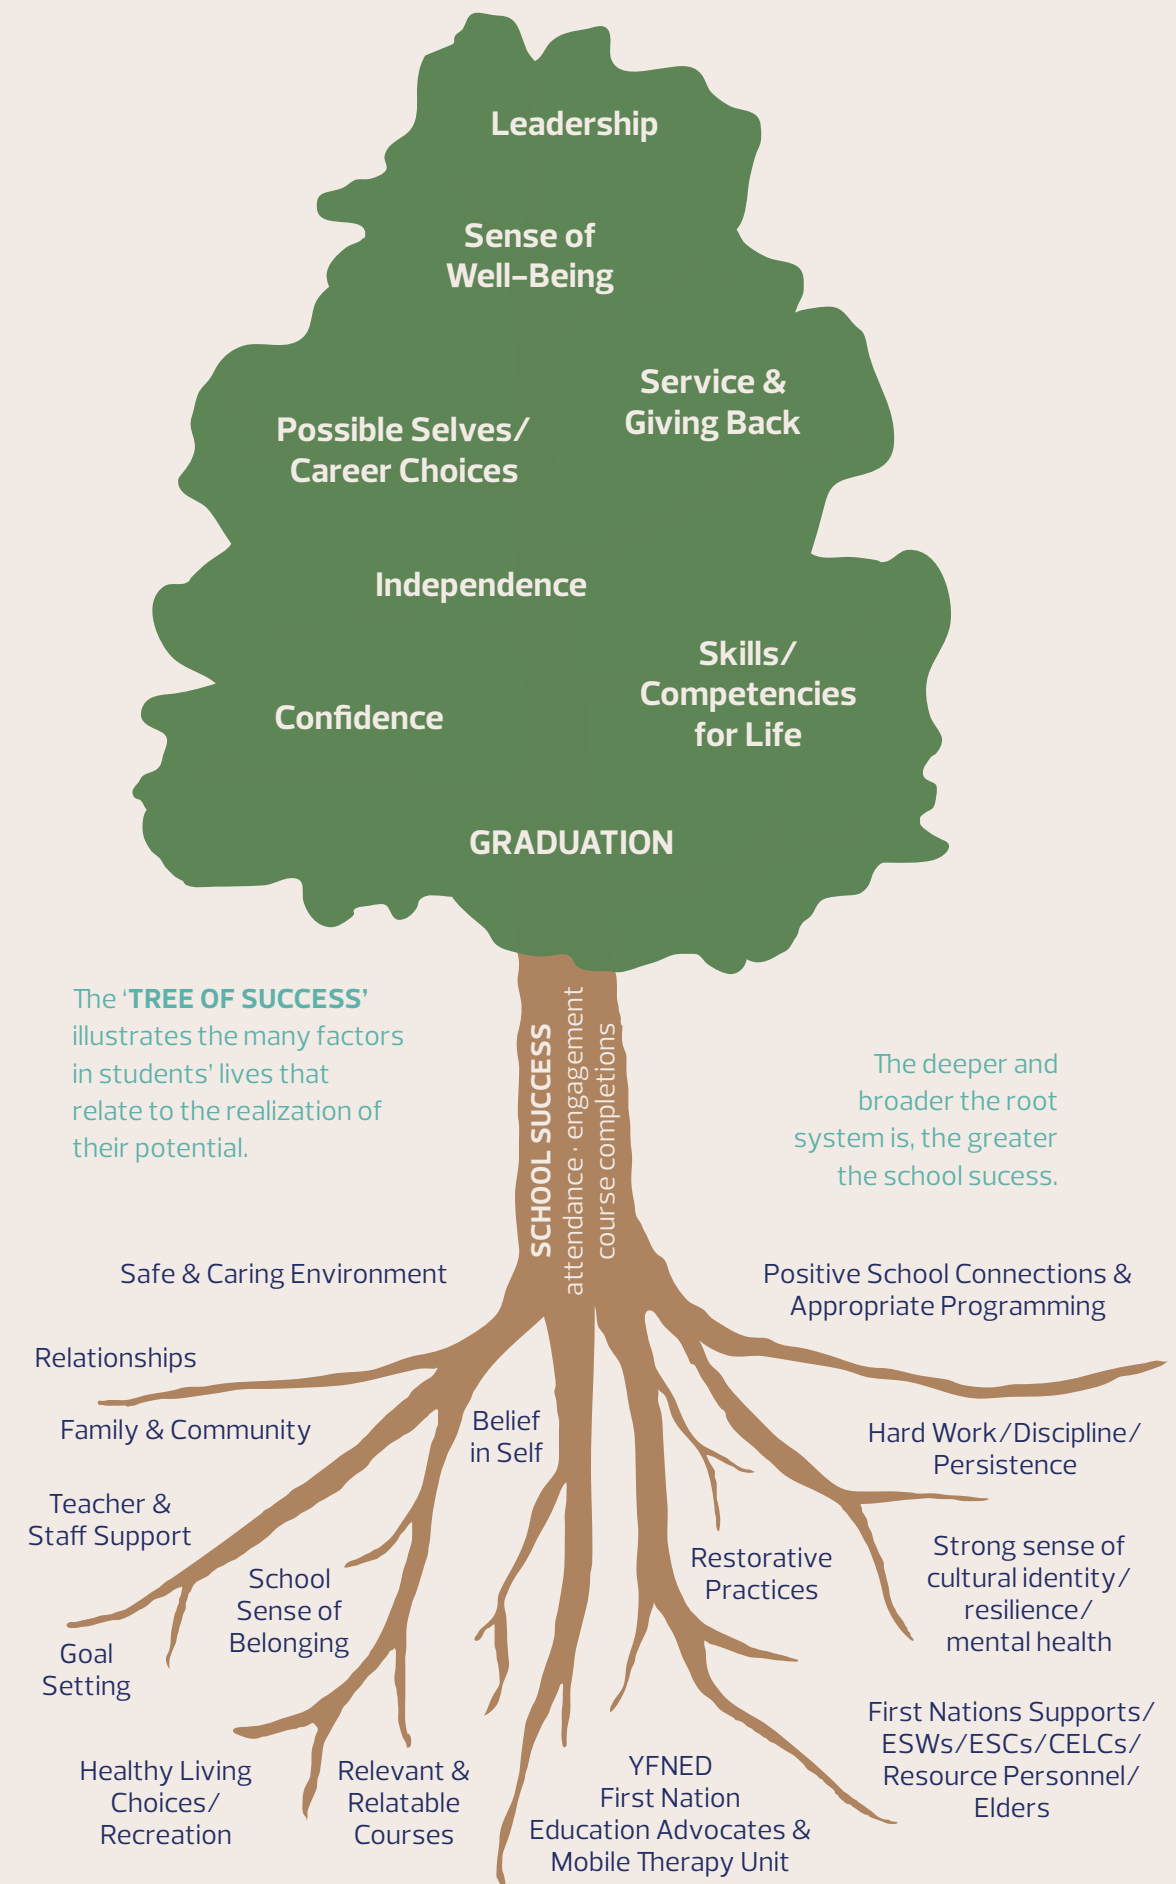 Leadership
Sense of
Well-Being
Service &
Giving Back
Possible Selves/
Career Choices
Independence
Skills/
Competencies
for Life
Confidence
GRADUATION
SCHOOL SUCCESS
attendance · engagement
course completions
The ‘TREE OF SUCCESS’
illustrates the many factors
in students’ lives that
relate to the realization of
their potential.
The deeper and
broader the root
system is, the greater
the school sucess.
Safe & Caring Environment
Positive School Connections &
Appropriate Programming
Relationships
Family & Community
Belief
in Self
Hard Work/Discipline/
Persistence
Teacher &
Staff Support
School
Sense of
Belonging
Restorative
Practices
Strong sense of
cultural identity/
resilience/
mental health
Goal
Setting
First Nations Supports/
ESWs/ESCs/CELCs/
Resource Personnel/
Elders
Healthy Living
Choices/
Recreation
Relevant &
Relatable
Courses
YFNED
First Nation
Education Advocates &
Mobile Therapy Unit